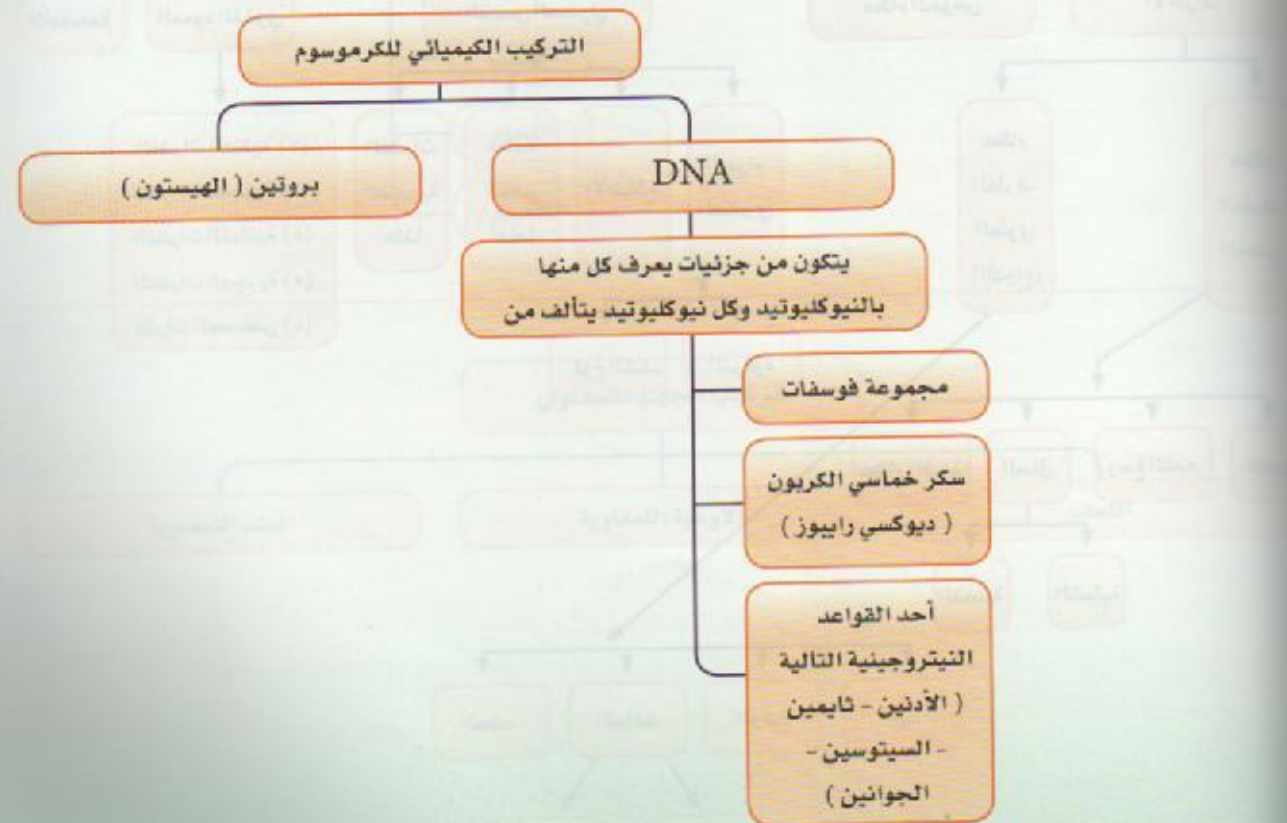 التركيب الكيميائي للكرموسوم
DNA
بروتين ( الهيستون )
يتكون من جزئيات يعرف كل منها
بالنيوكليوتيد وكل نيوكليوتيد يتألف من
مجموعة فوسفات
سكر خماسي الكربون
( ديوكسي رايبوز )
أحد القواعد
النيتروجينية التالية
( الأدنين - ثايمين
- السيتوسين -
الجوانين )